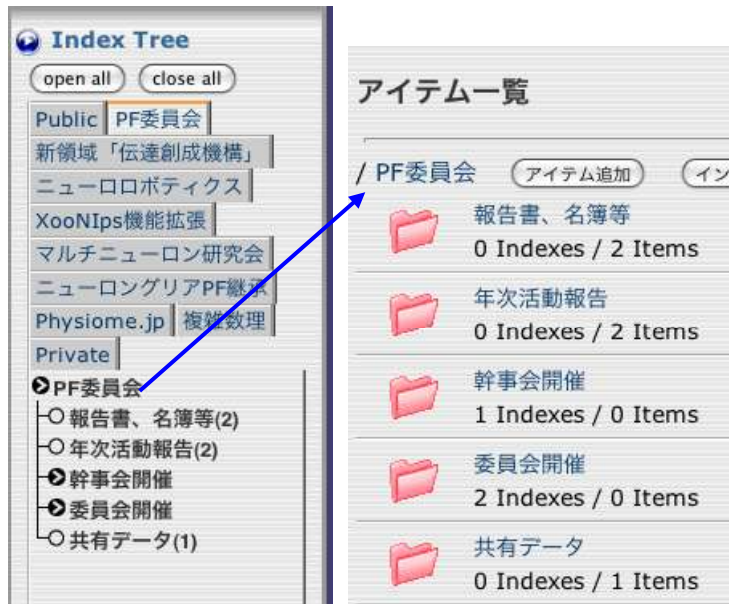 Index Tree
open all close all
Public PF委員会
新領域「伝達創成機構」
ニューロロボティクス
XooNIps機能拡張
マルチニューロン研究会
ニューロングリアPF継承
Physiome.jp 複雑数理
Private
PF委員会
報告書、名簿等(2)
年次活動報告(2)
幹事会開催
委員会開催
共有データ(1)
アイテム一覧
/ PF委員会 アイテム追加 イン
報告書、名簿等
0 Indexes / 2 Items
年次活動報告
0 Indexes / 2 Items
幹事会開催
1 Indexes / 0 Items
委員会開催
2 Indexes / 0 Items
共有データ
0 Indexes / 1 Items